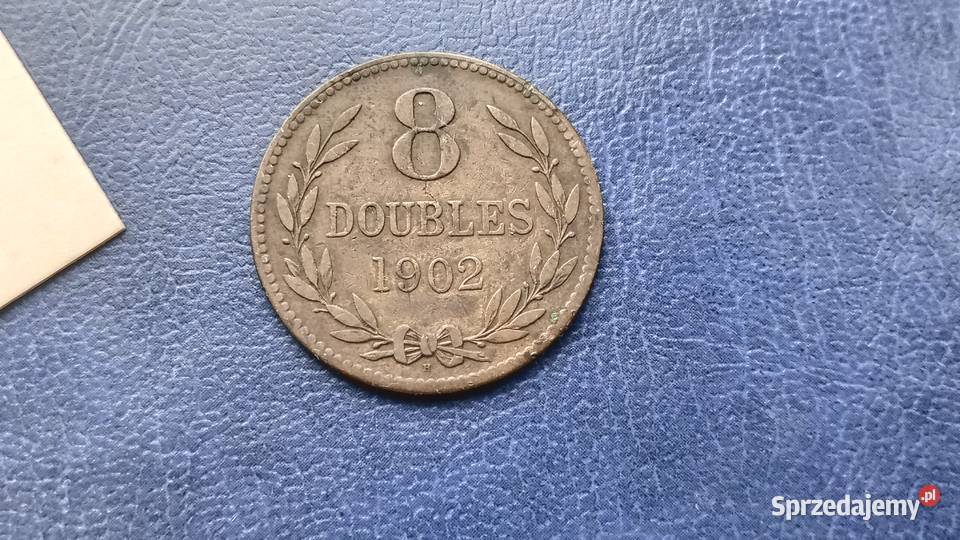 8
DOUBLES
1902
H
Sprzedajemy.pl